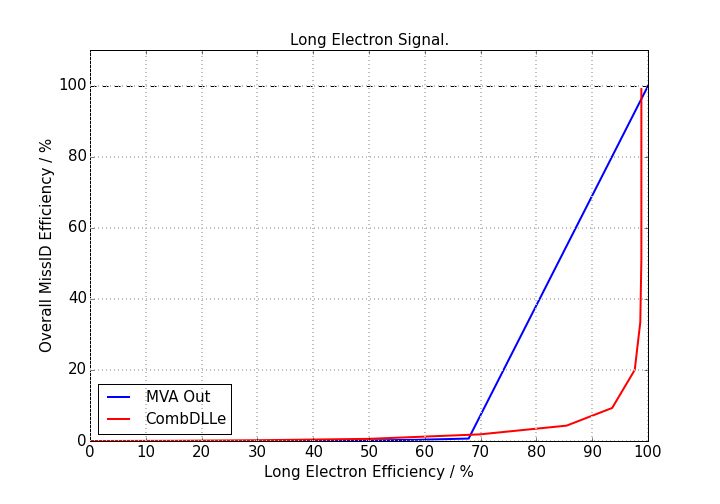 Long Electron Signal.
Overall MissID Efficiency / %
100
80
60
40
20
0
MVA Out
CombDLLe
0 10 20 30 40 50 60 70 80 90 100
Long Electron Efficiency / %